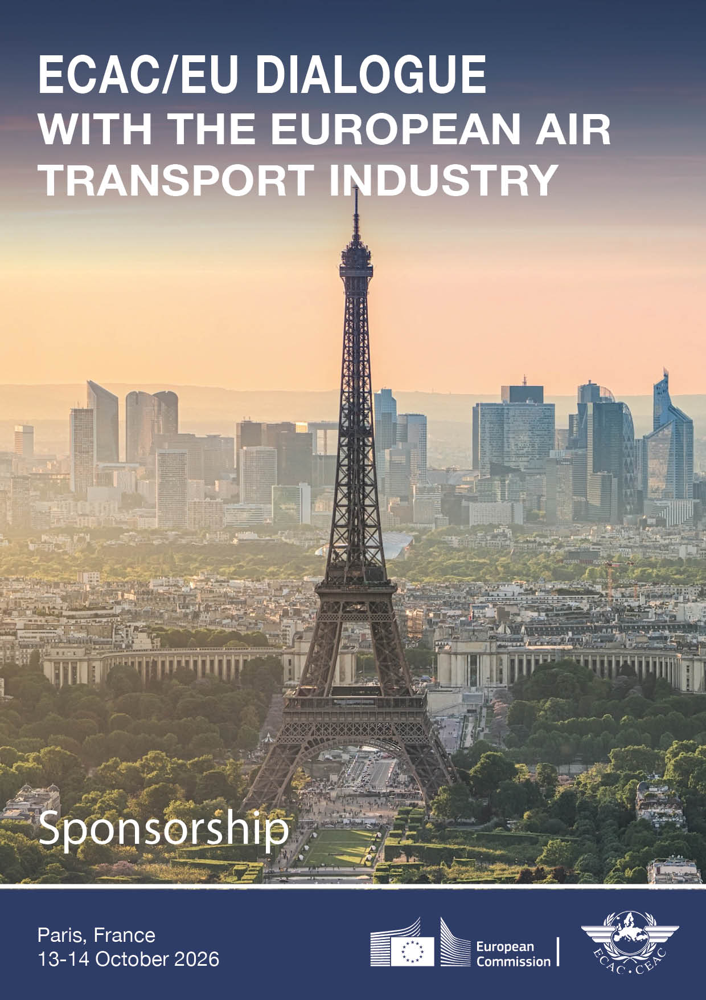 ECAC/EU DIALOGUE
WITH THE EUROPEAN AIR
TRANSPORT INDUSTRY
Sponsorship
Paris, France
13-14 October 2026
European
Commission
ECAC • CEAC